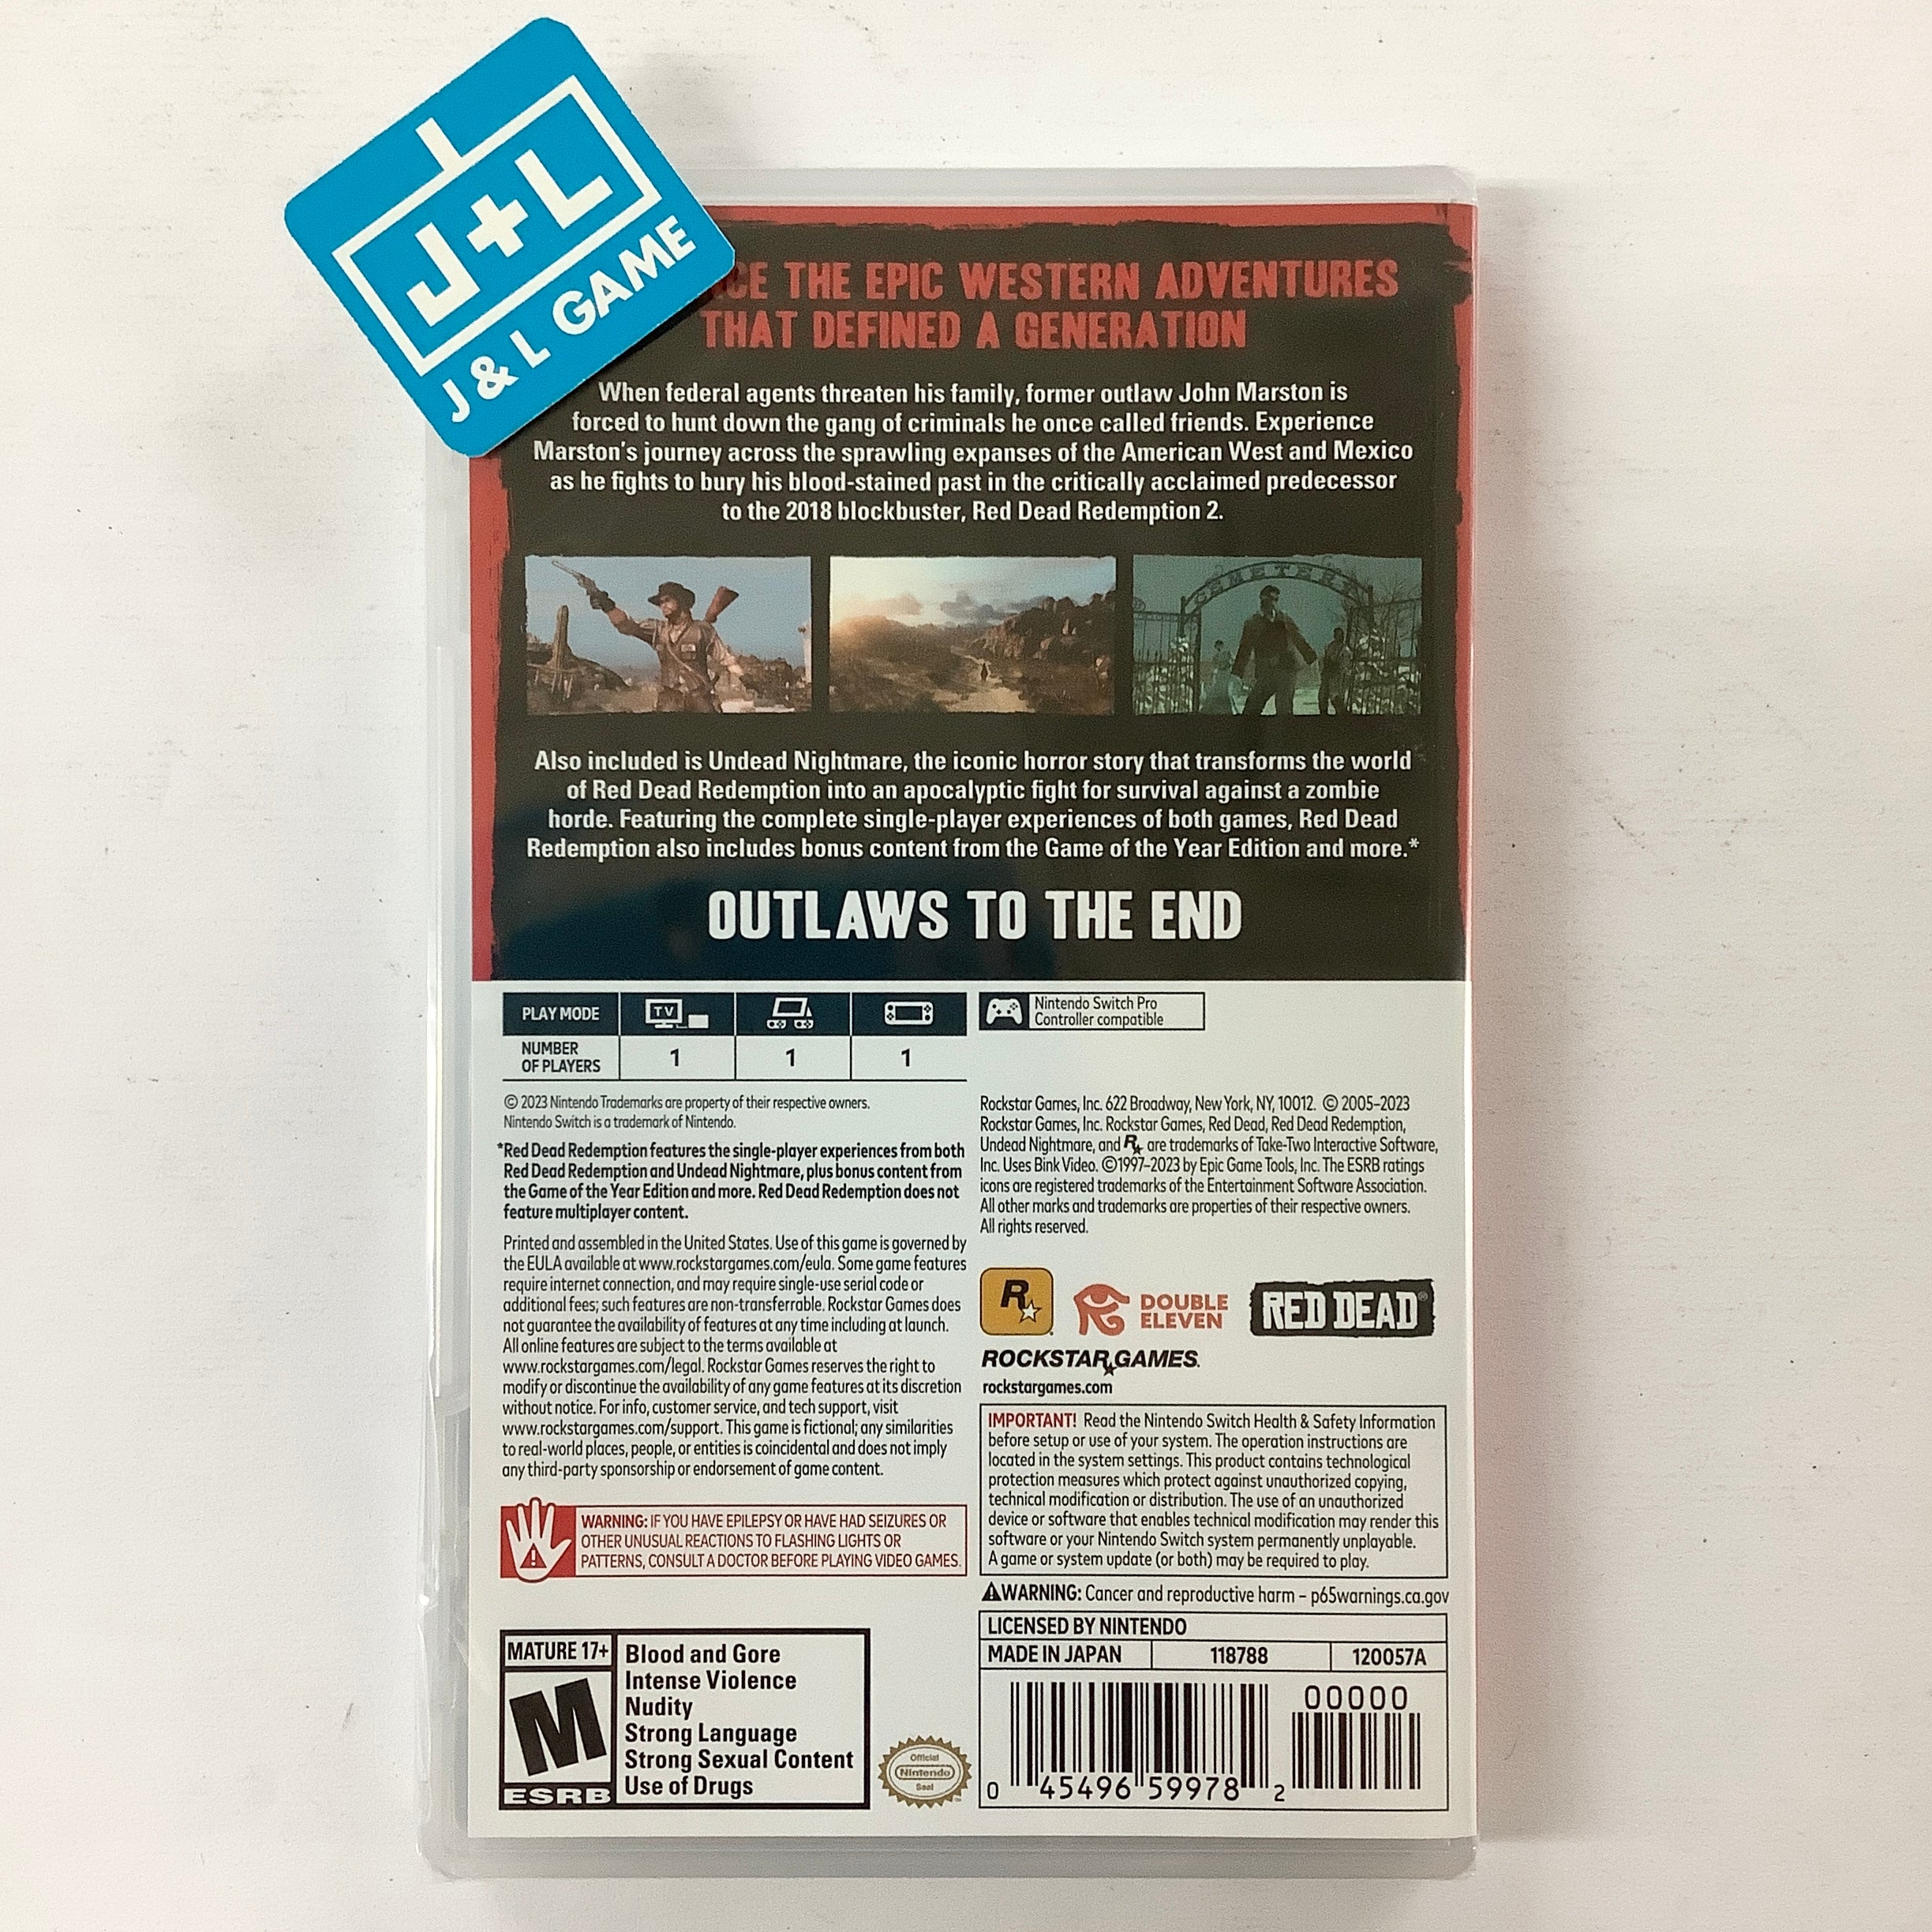 J+L
J & L GAME
THE EPIC WESTERN ADVENTURES
THAT DEFINED A GENERATION
When federal agents threaten his family, former outlaw John Marston is
forced to hunt down the gang of criminals he once called friends. Experience
Marston's journey across the sprawling expanses of the American West and Mexico
as he fights to bury his blood-stained past in the critically acclaimed predecessor
to the 2018 blockbuster, Red Dead Redemption 2.
CEMETERY
Also included is Undead Nightmare, the iconic horror story that transforms the world
of Red Dead Redemption into an apocalyptic fight for survival against a zombie
horde. Featuring the complete single-player experiences of both games, Red Dead
Redemption also includes bonus content from the Game of the Year Edition and more.*
OUTLAWS TO THE END
PLAY MODE TV
NUMBER
OF PLAYERS
1 1 1
Nintendo Switch Pro
Controller compatible
© 2023 Nintendo Trademarks are property of their respective owners.
Nintendo Switch is a trademark of Nintendo.
*Red Dead Redemption features the single-player experiences from both
Red Dead Redemption and Undead Nightmare, plus bonus content from
the Game of the Year Edition and more. Red Dead Redemption does not
feature multiplayer content.
Printed and assembled in the United States. Use of this game is governed by
the EULA available at www.rockstargames.com/eula. Some game features
require internet connection, and may require single-use serial code or
additional fees; such features are non-transferrable. Rockstar Games does
not guarantee the availability of features at any time including at launch.
All online features are subject to the terms available at
www.rockstargames.com/legal. Rockstar Games reserves the right to
modify or discontinue the availability of any game features at its discretion
without notice. For info, customer service, and tech support, visit
www.rockstargames.com/support. This game is fictional; any similarities
to real-world places, people, or entities is coincidental and does not imply
any third-party sponsorship or endorsement of game content.
WARNING: IF YOU HAVE EPILEPSY OR HAVE HAD SEIZURES OR
OTHER UNUSUAL REACTIONS TO FLASHING LIGHTS OR
PATTERNS, CONSULT A DOCTOR BEFORE PLAYING VIDEO GAMES.
MATURE 17+
M
ESRB
Blood and Gore
Intense Violence
Nudity
Strong Language
Strong Sexual Content
Use of Drugs
Official
Nintendo
Seal
Rockstar Games, Inc. 622 Broadway, New York, NY, 10012. © 2005-2023
Rockstar Games, Inc. Rockstar Games, Red Dead, Red Dead Redemption,
Undead Nightmare, and R★ are trademarks of Take-Two Interactive Software,
Inc. Uses Bink Video. ©1997-2023 by Epic Game Tools, Inc. The ESRB ratings
icons are registered trademarks of the Entertainment Software Association.
All other marks and trademarks are properties of their respective owners.
All rights reserved.
R★
DOUBLE
ELEVEN
RED DEAD®
ROCKSTAR GAMES.
rockstargames.com
IMPORTANT! Read the Nintendo Switch Health & Safety Information
before setup or use of your system. The operation instructions are
located in the system settings. This product contains technological
protection measures which protect against unauthorized copying,
technical modification or distribution. The use of an unauthorized
device or software that enables technical modification may render this
software or your Nintendo Switch system permanently unplayable.
A game or system update (or both) may be required to play.
⚠WARNING: Cancer and reproductive harm – p65warnings.ca.gov
LICENSED BY NINTENDO
MADE IN JAPAN 118788 120057A
00000
0 45496 59978 2